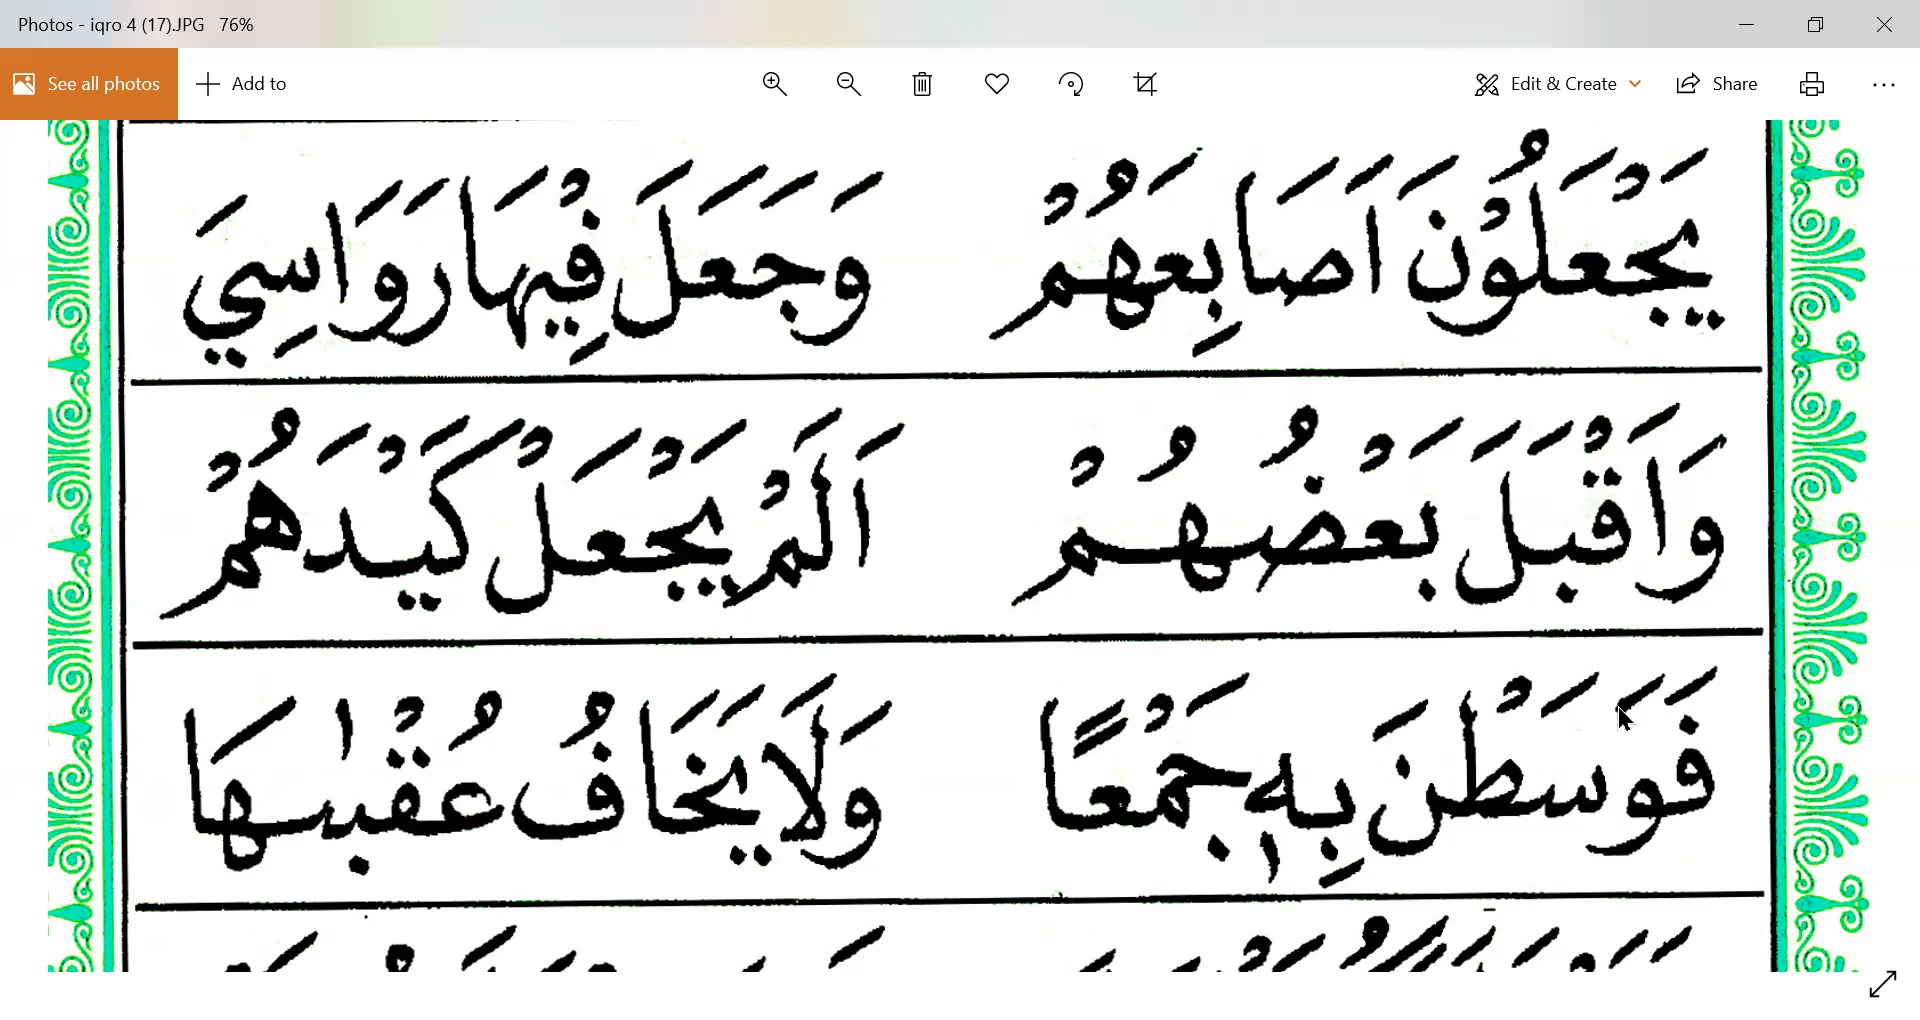 Photos - iqro 4 (17).JPG 76%
See all photos Add to Edit & Create Share
يَجْعَلُوْنَ اَصَابِعَهُمْ وَجَعَلَ فِيْهَا رَوَاسِيَ
وَاَقْبَلَ بَعْضُهُمْ اَلَمْ يَجْعَلْ كَيْدَهُمْ
فَوَسَطْنَ بِهٖ جَمْعًا وَلَا يَخَافُ عُقْبٰهَا